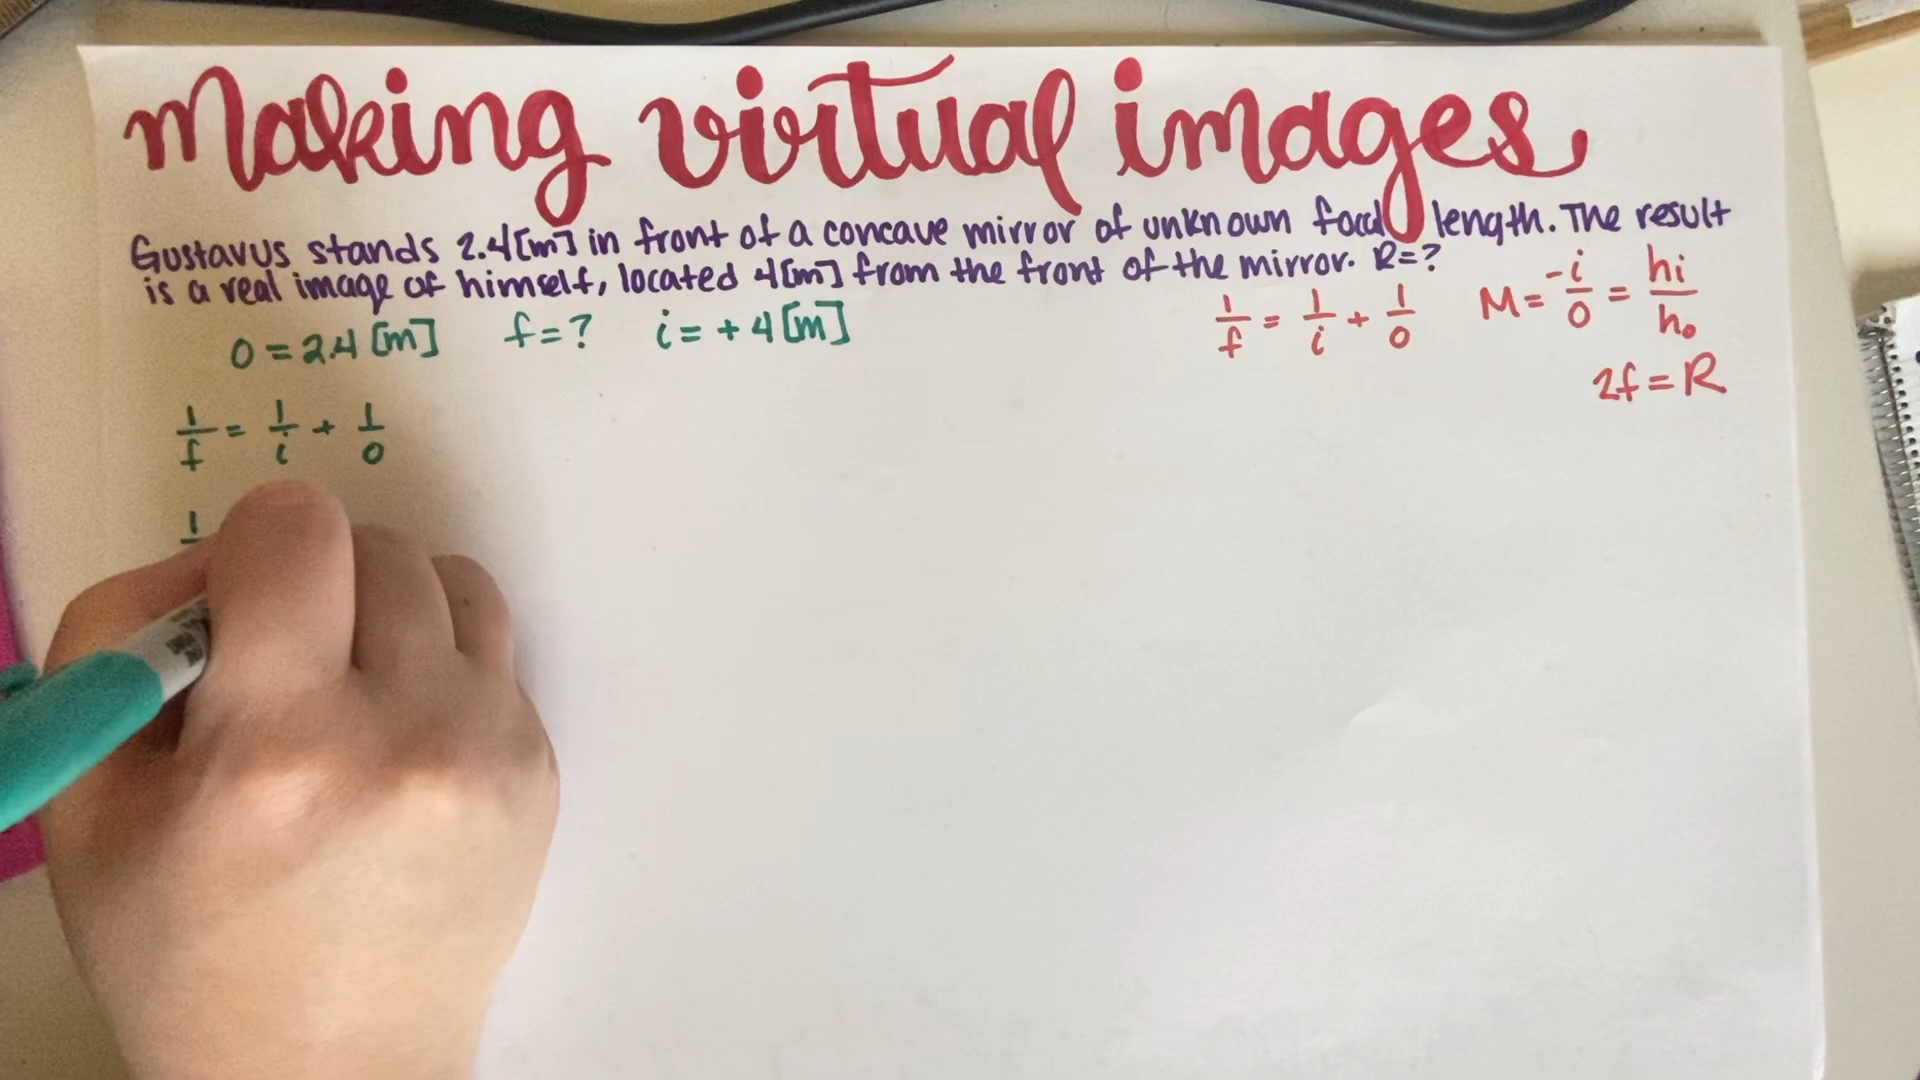 Making virtual images
Gustavus stands 2.4[m] in front of a concave mirror of unknown focal length. The result
is a real image of himself, located 4[m] from the front of the mirror. R=?
o = 2.4 [m] f = ? i = + 4 [m]
1/f = 1/i + 1/o
M = -i/o = hi/ho
2f = R
1/f = 1/i + 1/o
1